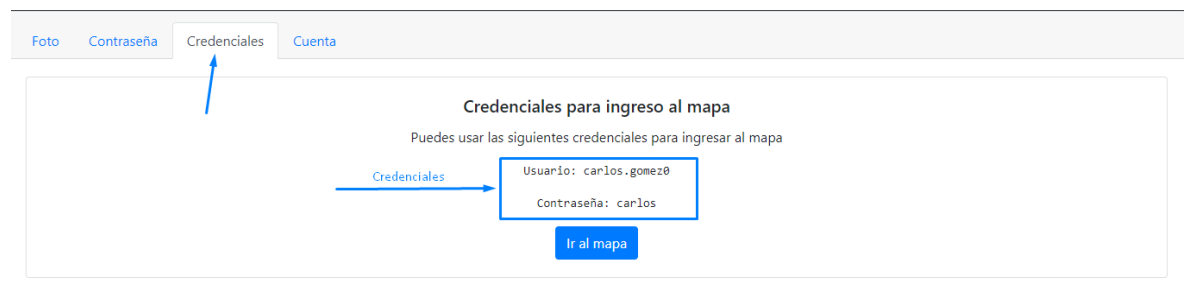 Foto Contraseña Credenciales Cuenta
Credenciales para ingreso al mapa
Puedes usar las siguientes credenciales para ingresar al mapa
Credenciales
Usuario: carlos.gomez0
Contraseña: carlos
Ir al mapa